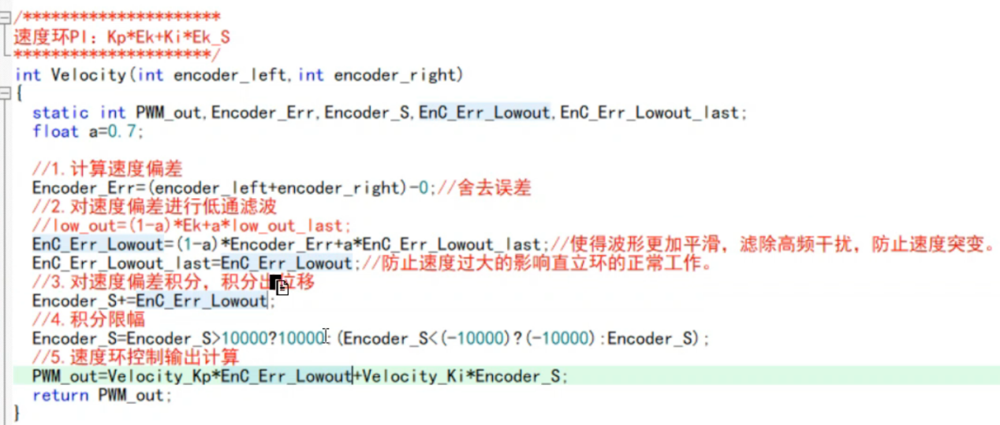 /*********************
速度环PI：Kp*Ek+Ki*Ek_S
*********************/
int Velocity(int encoder_left,int encoder_right)
{
static int PWM_out,Encoder_Err,Encoder_S,EnC_Err_Lowout,EnC_Err_Lowout_last;
float a=0.7;
//1.计算速度偏差
Encoder_Err=(encoder_left+encoder_right)-0;//舍去误差
//2.对速度偏差进行低通滤波
//low_out=(1-a)*Ek+a*low_out_last;
EnC_Err_Lowout=(1-a)*Encoder_Err+a*EnC_Err_Lowout_last;//使得波形更加平滑，滤除高频干扰，防止速度突变。
EnC_Err_Lowout_last=EnC_Err_Lowout;//防止速度过大的影响直立环的正常工作。
//3.对速度偏差积分，积分出位移
Encoder_S+=EnC_Err_Lowout;
//4.积分限幅
Encoder_S=Encoder_S>10000?10000:(Encoder_S<(-10000)?(-10000):Encoder_S);
//5.速度环控制输出计算
PWM_out=Velocity_Kp*EnC_Err_Lowout+Velocity_Ki*Encoder_S;
return PWM_out;
}